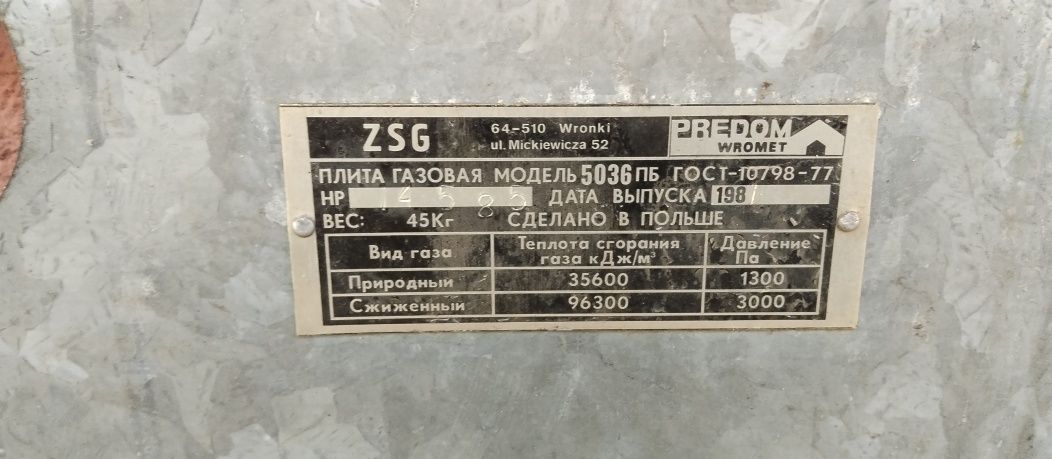 ZSG
64-510 Wronki
ul. Mickiewicza 52
PREDOM
WROMET
ПЛИТА ГАЗОВАЯ МОДЕЛЬ 5036 ПБ ГОСТ-10798-77
НР 14585 ДАТА ВЫПУСКА 198
ВЕС: 45Кг СДЕЛАНО В ПОЛЬШЕ
Вид газа Теплота сгорания газа кДж/м³ Давление Па
Природный 35600 1300
Сжиженный 96300 3000